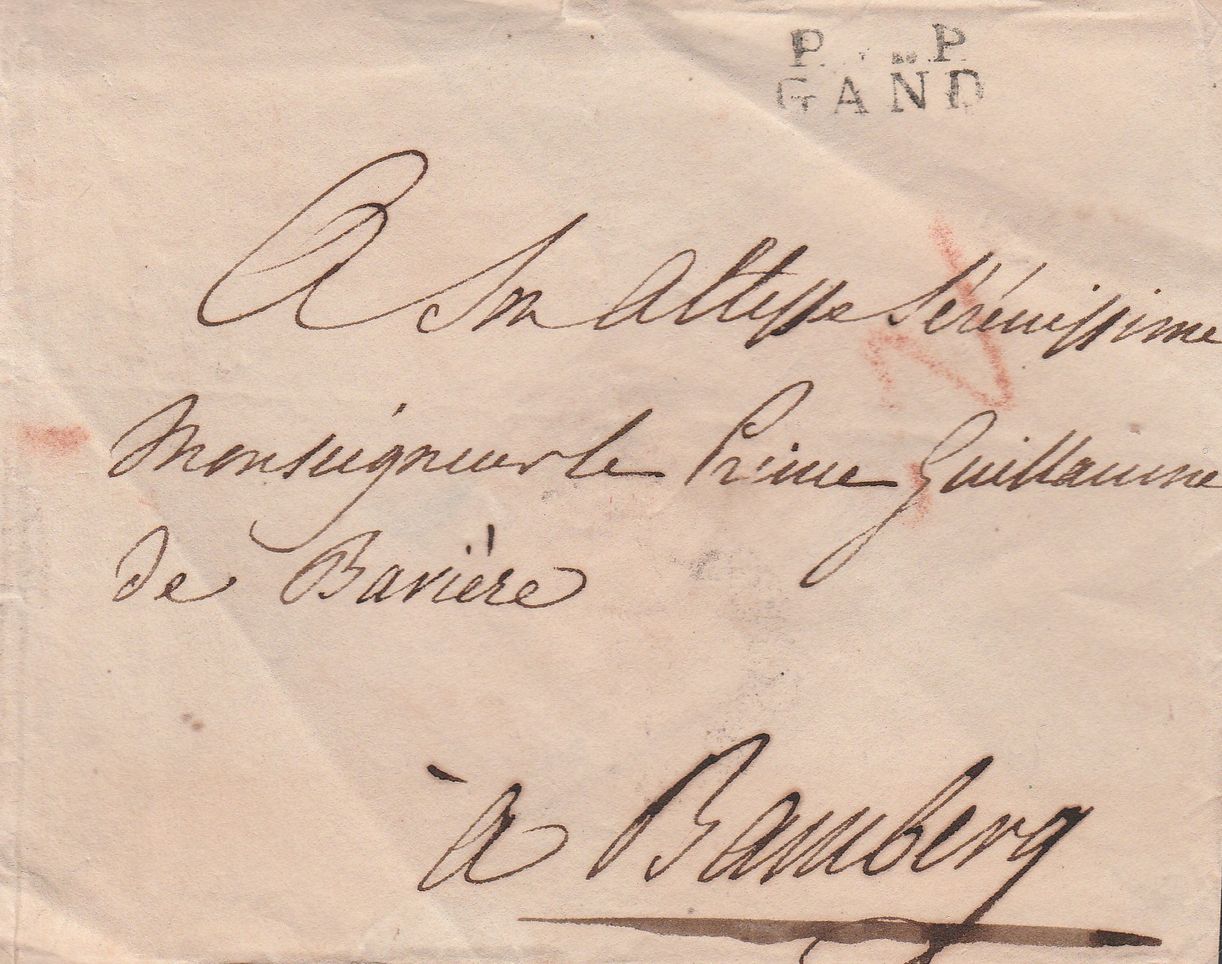 P P
GAND
A Son Altesse Sérénissime
Monseigneur le Prince Guillaume
de Bavière
à Bamberg